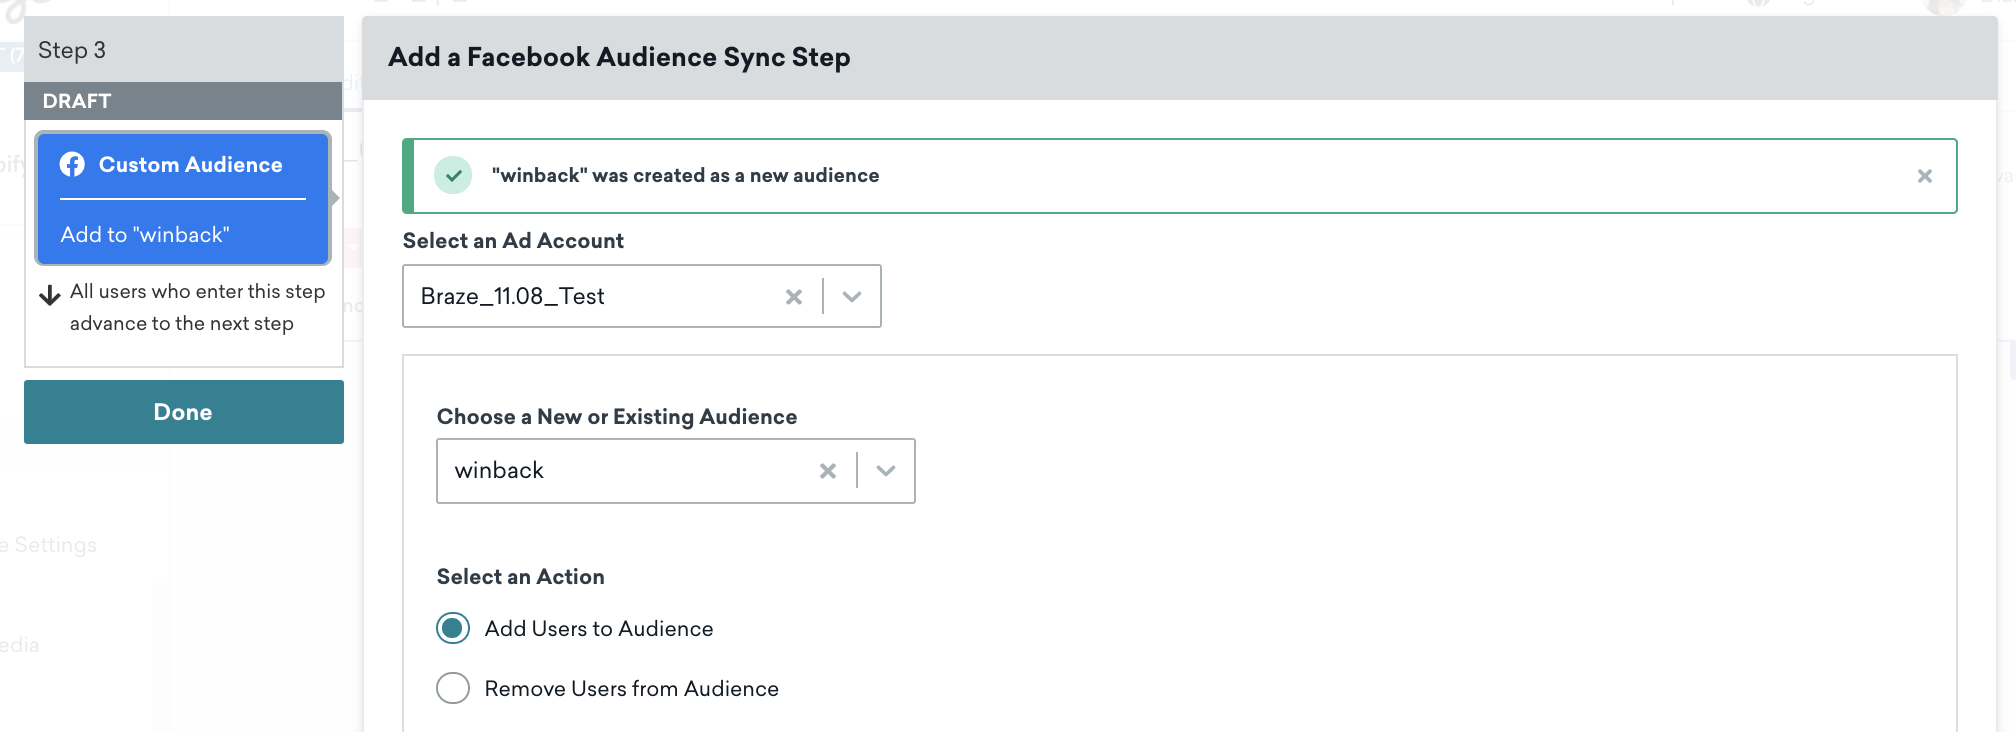 Step 3
DRAFT
Custom Audience
Add to "winback"
All users who enter this step
advance to the next step
Done
e Settings
edia
Add a Facebook Audience Sync Step
"winback" was created as a new audience
Select an Ad Account
Braze_11.08_Test
Choose a New or Existing Audience
winback
Select an Action
Add Users to Audience
Remove Users from Audience